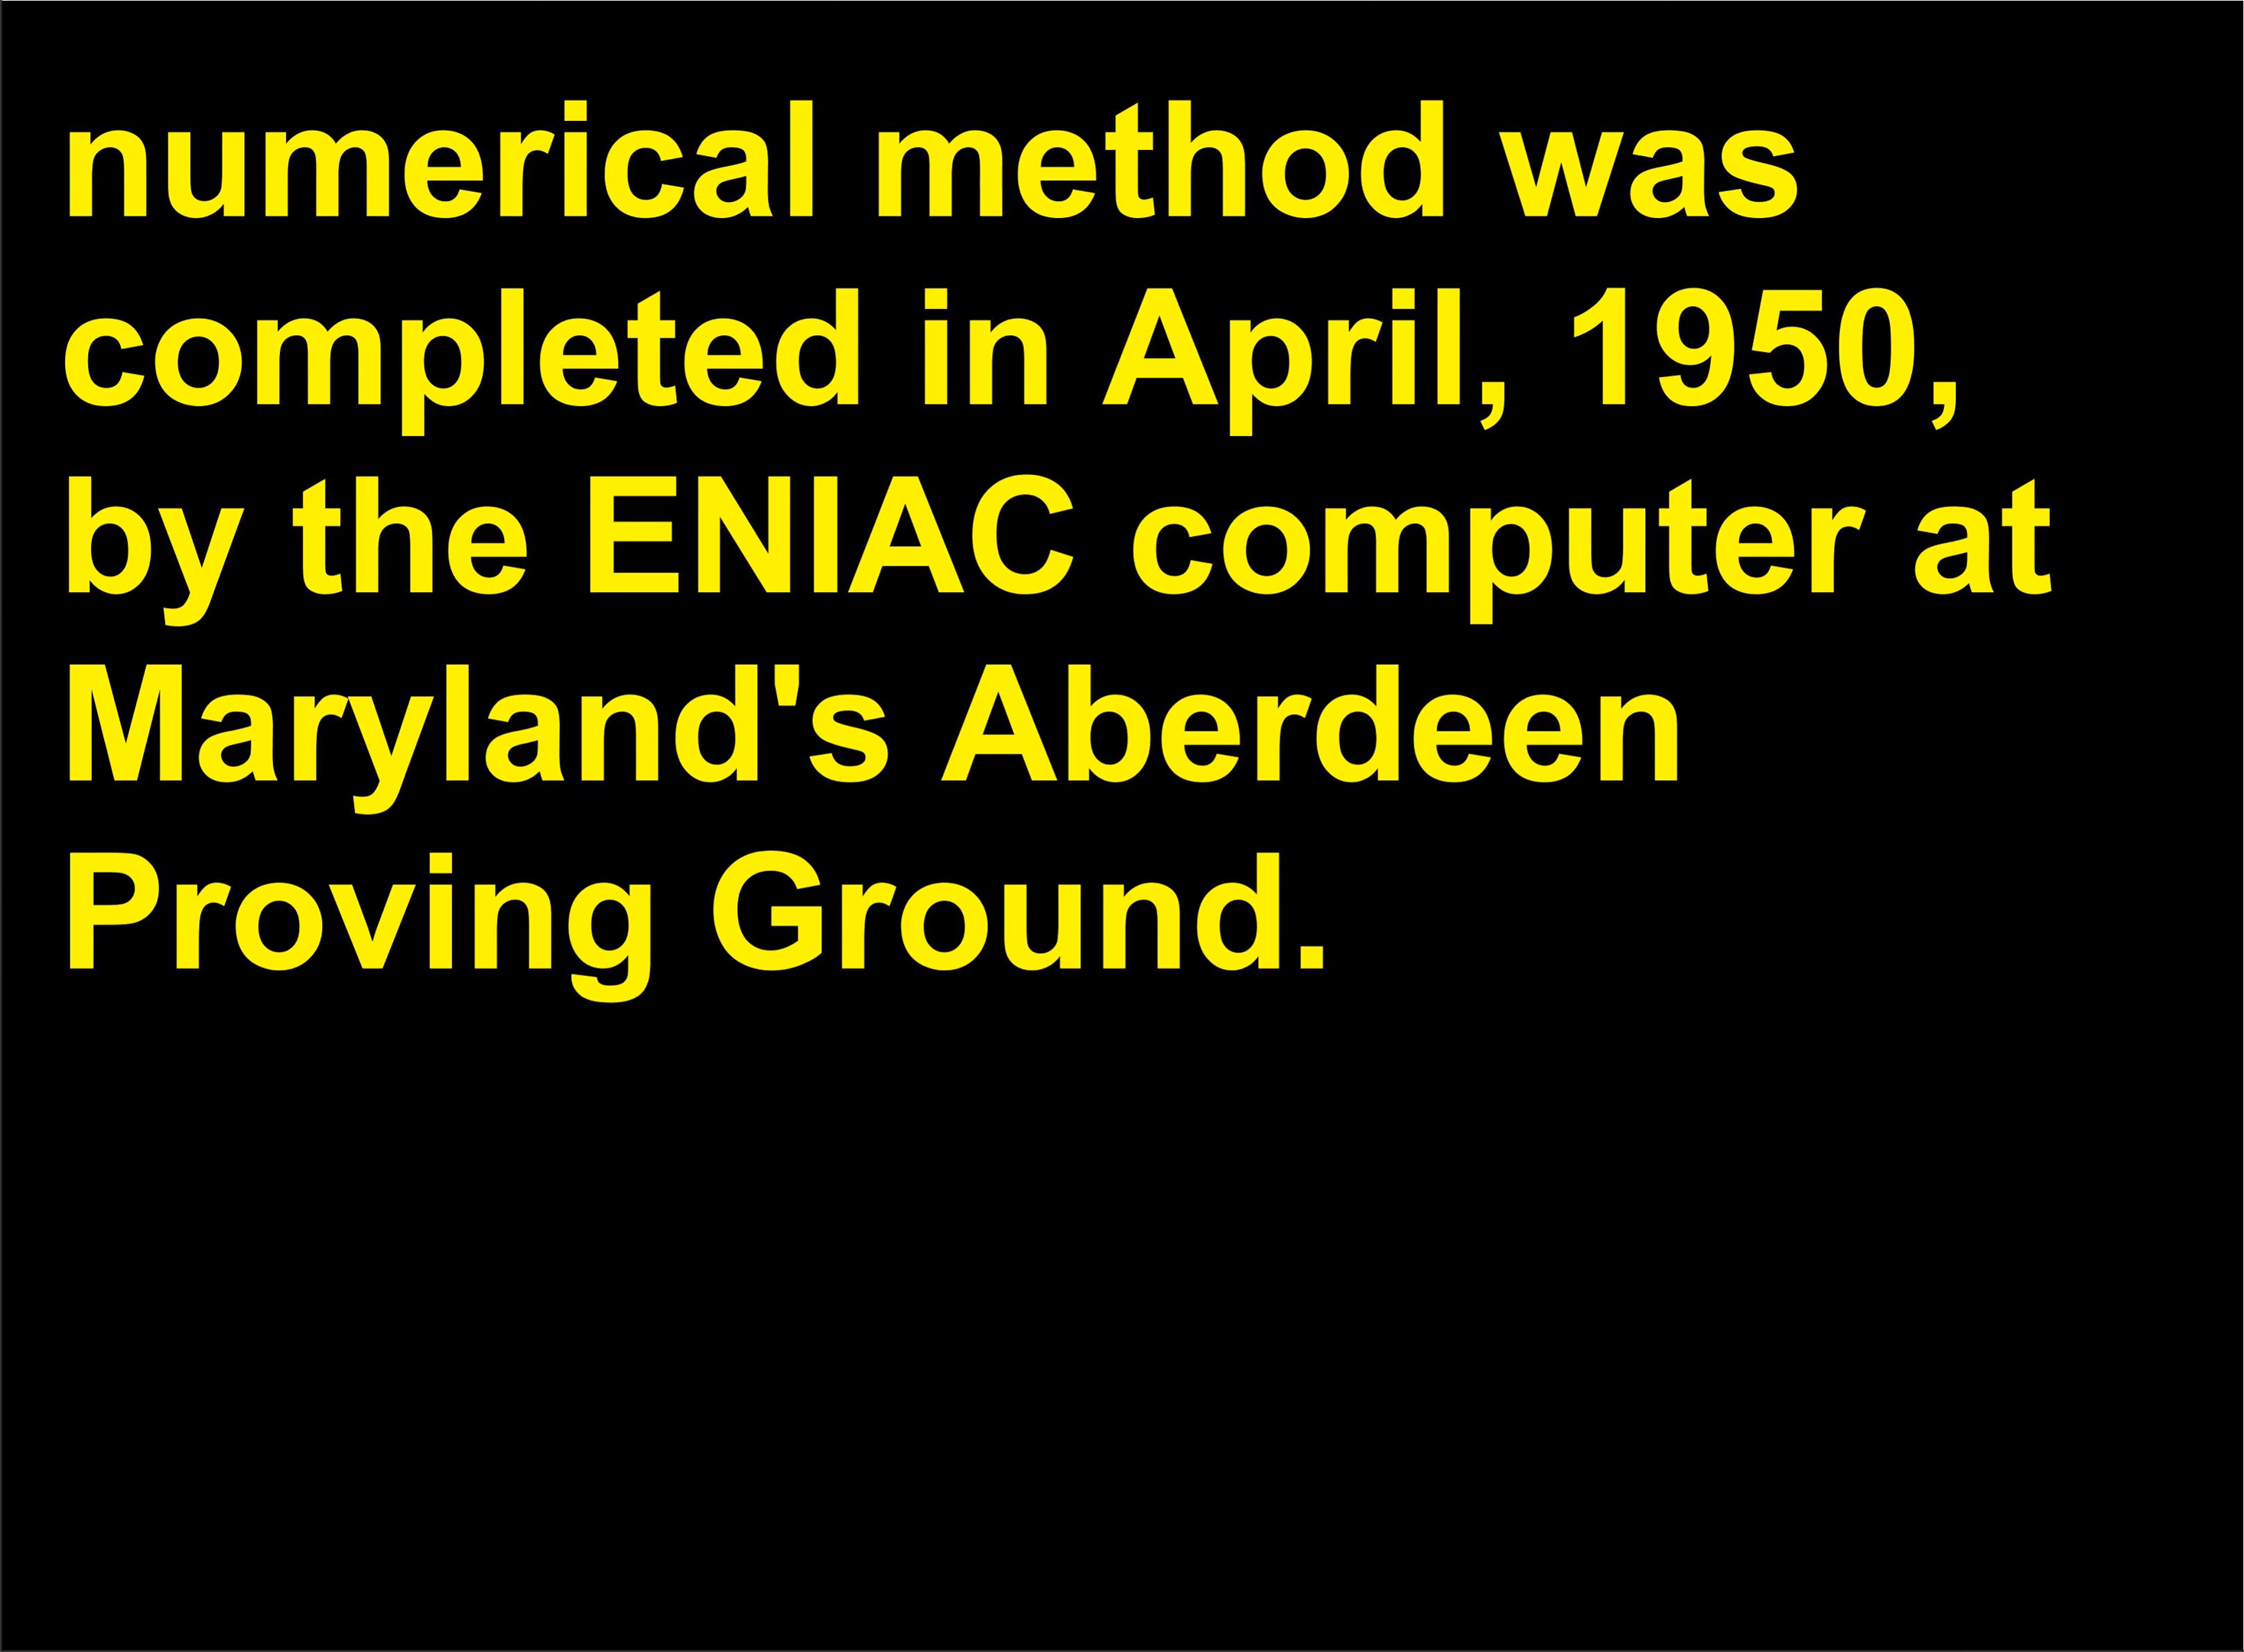 numerical method was
completed in April, 1950,
by the ENIAC computer at
Maryland's Aberdeen
Proving Ground.